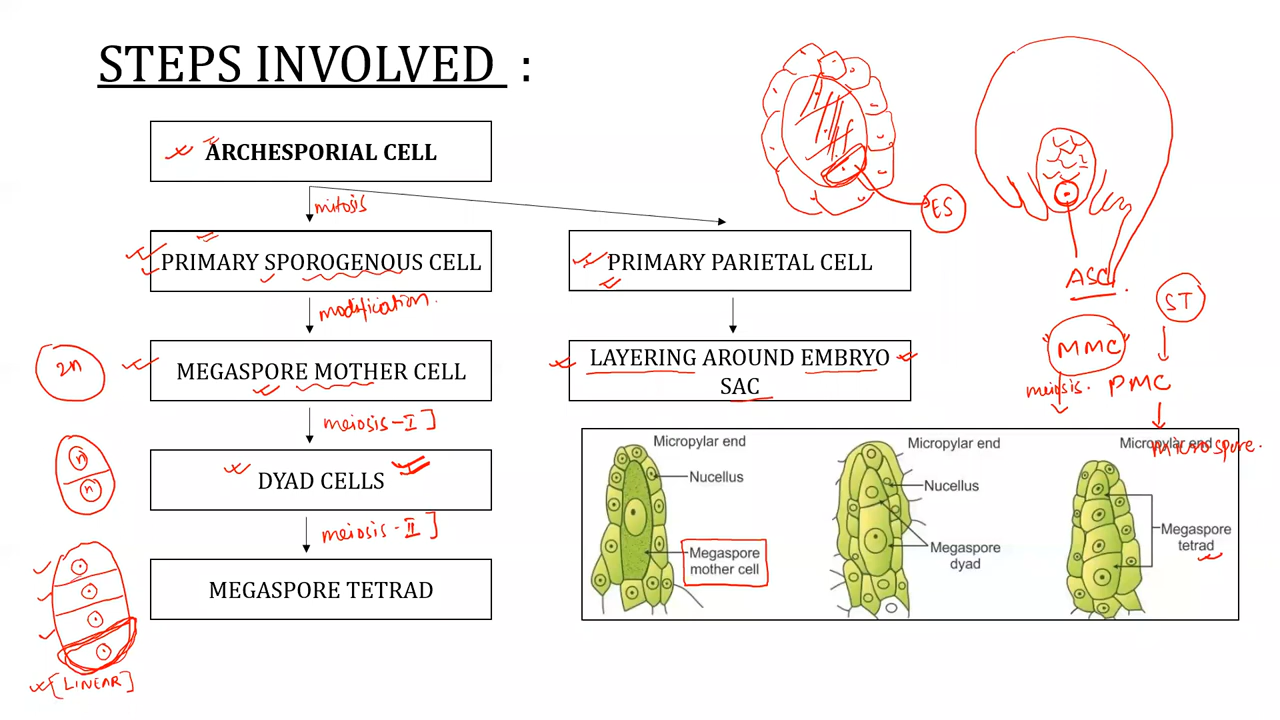 STEPS INVOLVED :
ARCHESPORIAL CELL
mitosis
PRIMARY SPOROGENOUS CELL
PRIMARY PARIETAL CELL
modification.
2n
MEGASPORE MOTHER CELL
LAYERING AROUND EMBRYO
SAC
meiosis-I]
n
n
DYAD CELLS
meiosis-II]
MEGASPORE TETRAD
[LINEAR]
ES
ASC.
ST
"MMC"
meiosis.
PMC
microspore.
Micropylar end
Nucellus
Megaspore
mother cell
Micropylar end
Nucellus
Megaspore
dyad
Micropylar end
Megaspore
tetrad